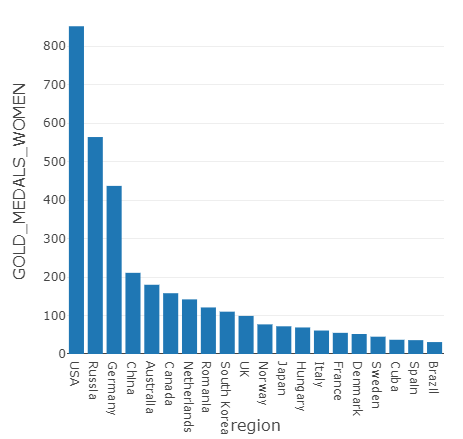 GOLD_MEDALS_WOMEN
800
700
600
500
400
300
200
100
0
USA
Russia
Germany
China
Australia
Canada
Netherlands
Romania
South Korea
UK
Norway
Japan
Hungary
Italy
France
Denmark
Sweden
Cuba
Spain
Brazil
region